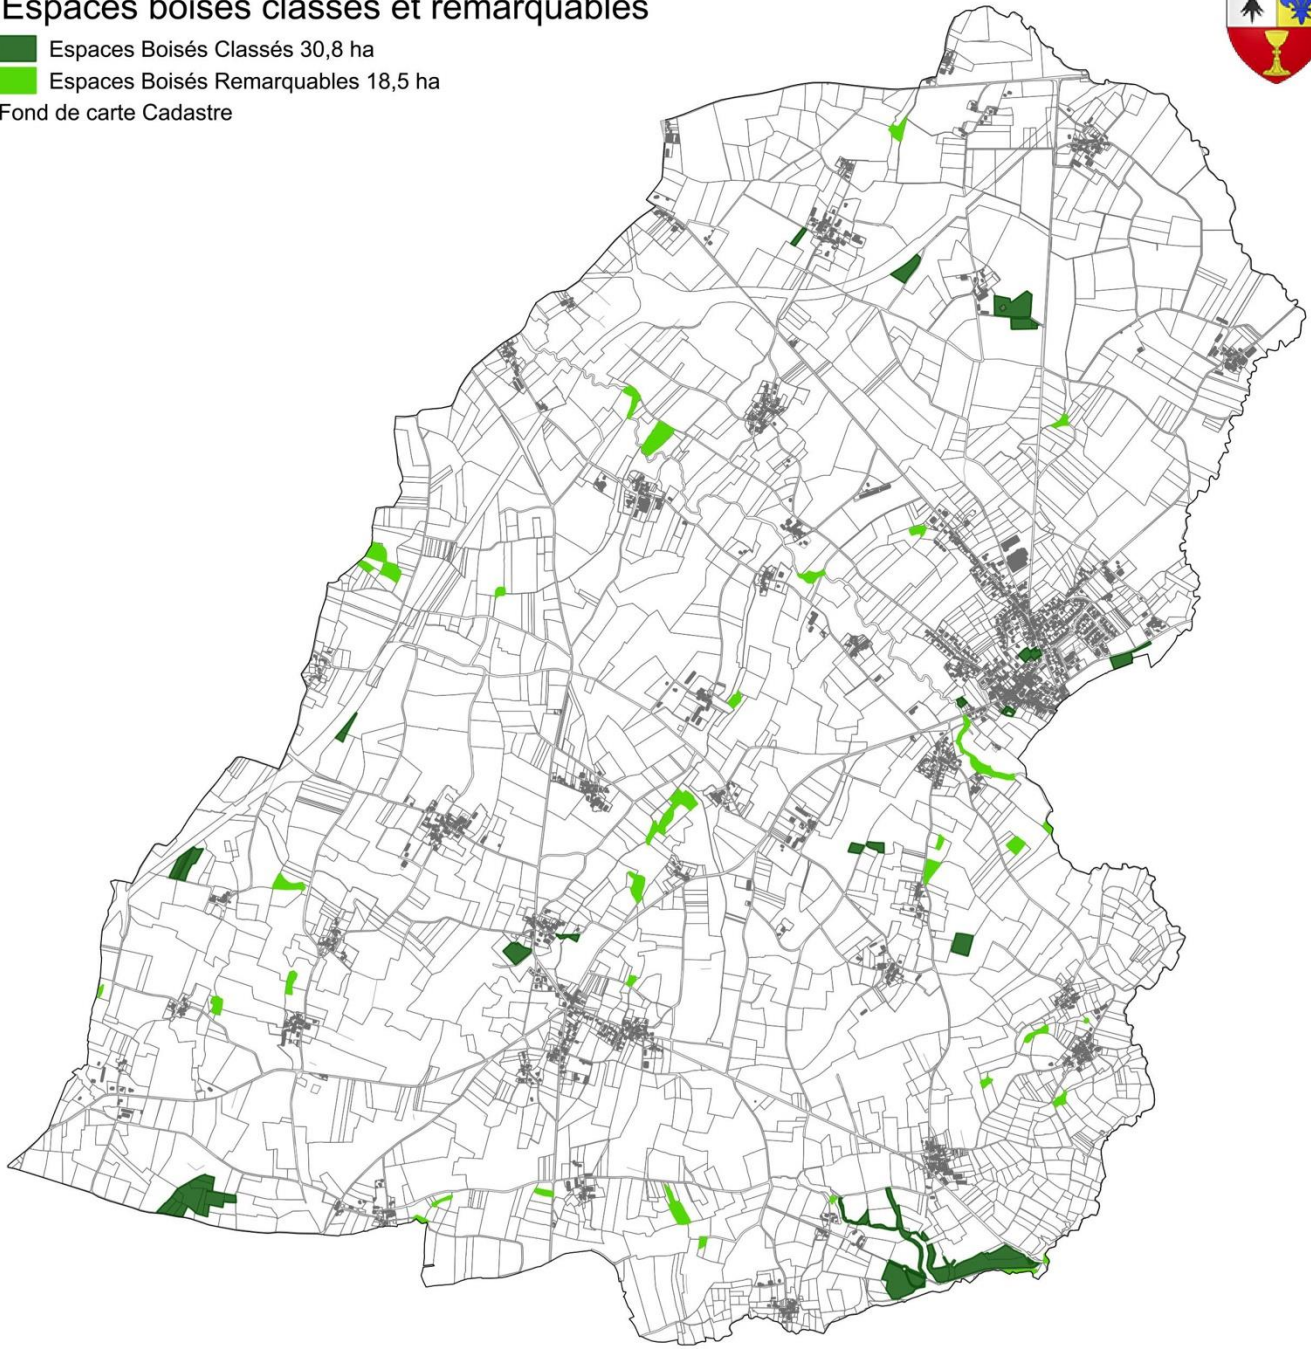 Espaces boisés classés et remarquables
Espaces Boisés Classés 30,8 ha
Espaces Boisés Remarquables 18,5 ha
Fond de carte Cadastre